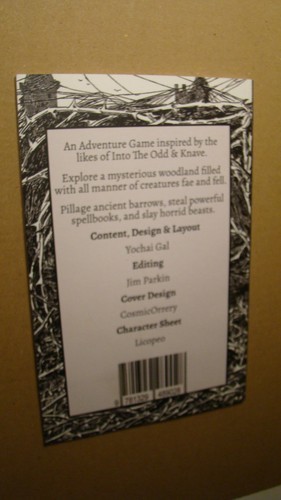 An Adventure Game inspired by the
likes of Into The Odd & Knave.
Explore a mysterious woodland filled
with all manner of creatures fae and fell.
Pillage ancient barrows, steal powerful
spellbooks, and slay horrid beasts.
Content, Design & Layout
Yochai Gal
Editing
Jim Parkin
Cover Design
CosmicOrrery
Character Sheet
Licopeo